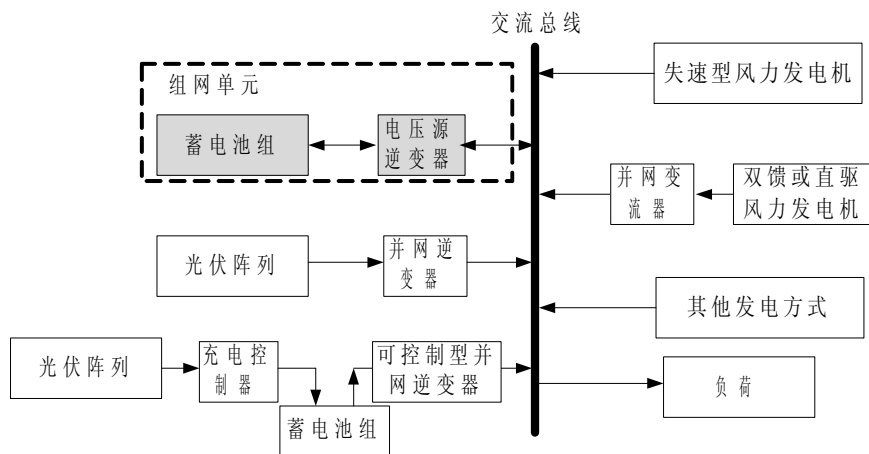 交流总线
组网单元
蓄电池组
电压源
逆变器
失速型风力发电机
并网变
流器
双馈或直驱
风力发电机
光伏阵列
并网逆
变器
其他发电方式
光伏阵列
充电控
制器
蓄电池组
可控制型并
网逆变器
负荷